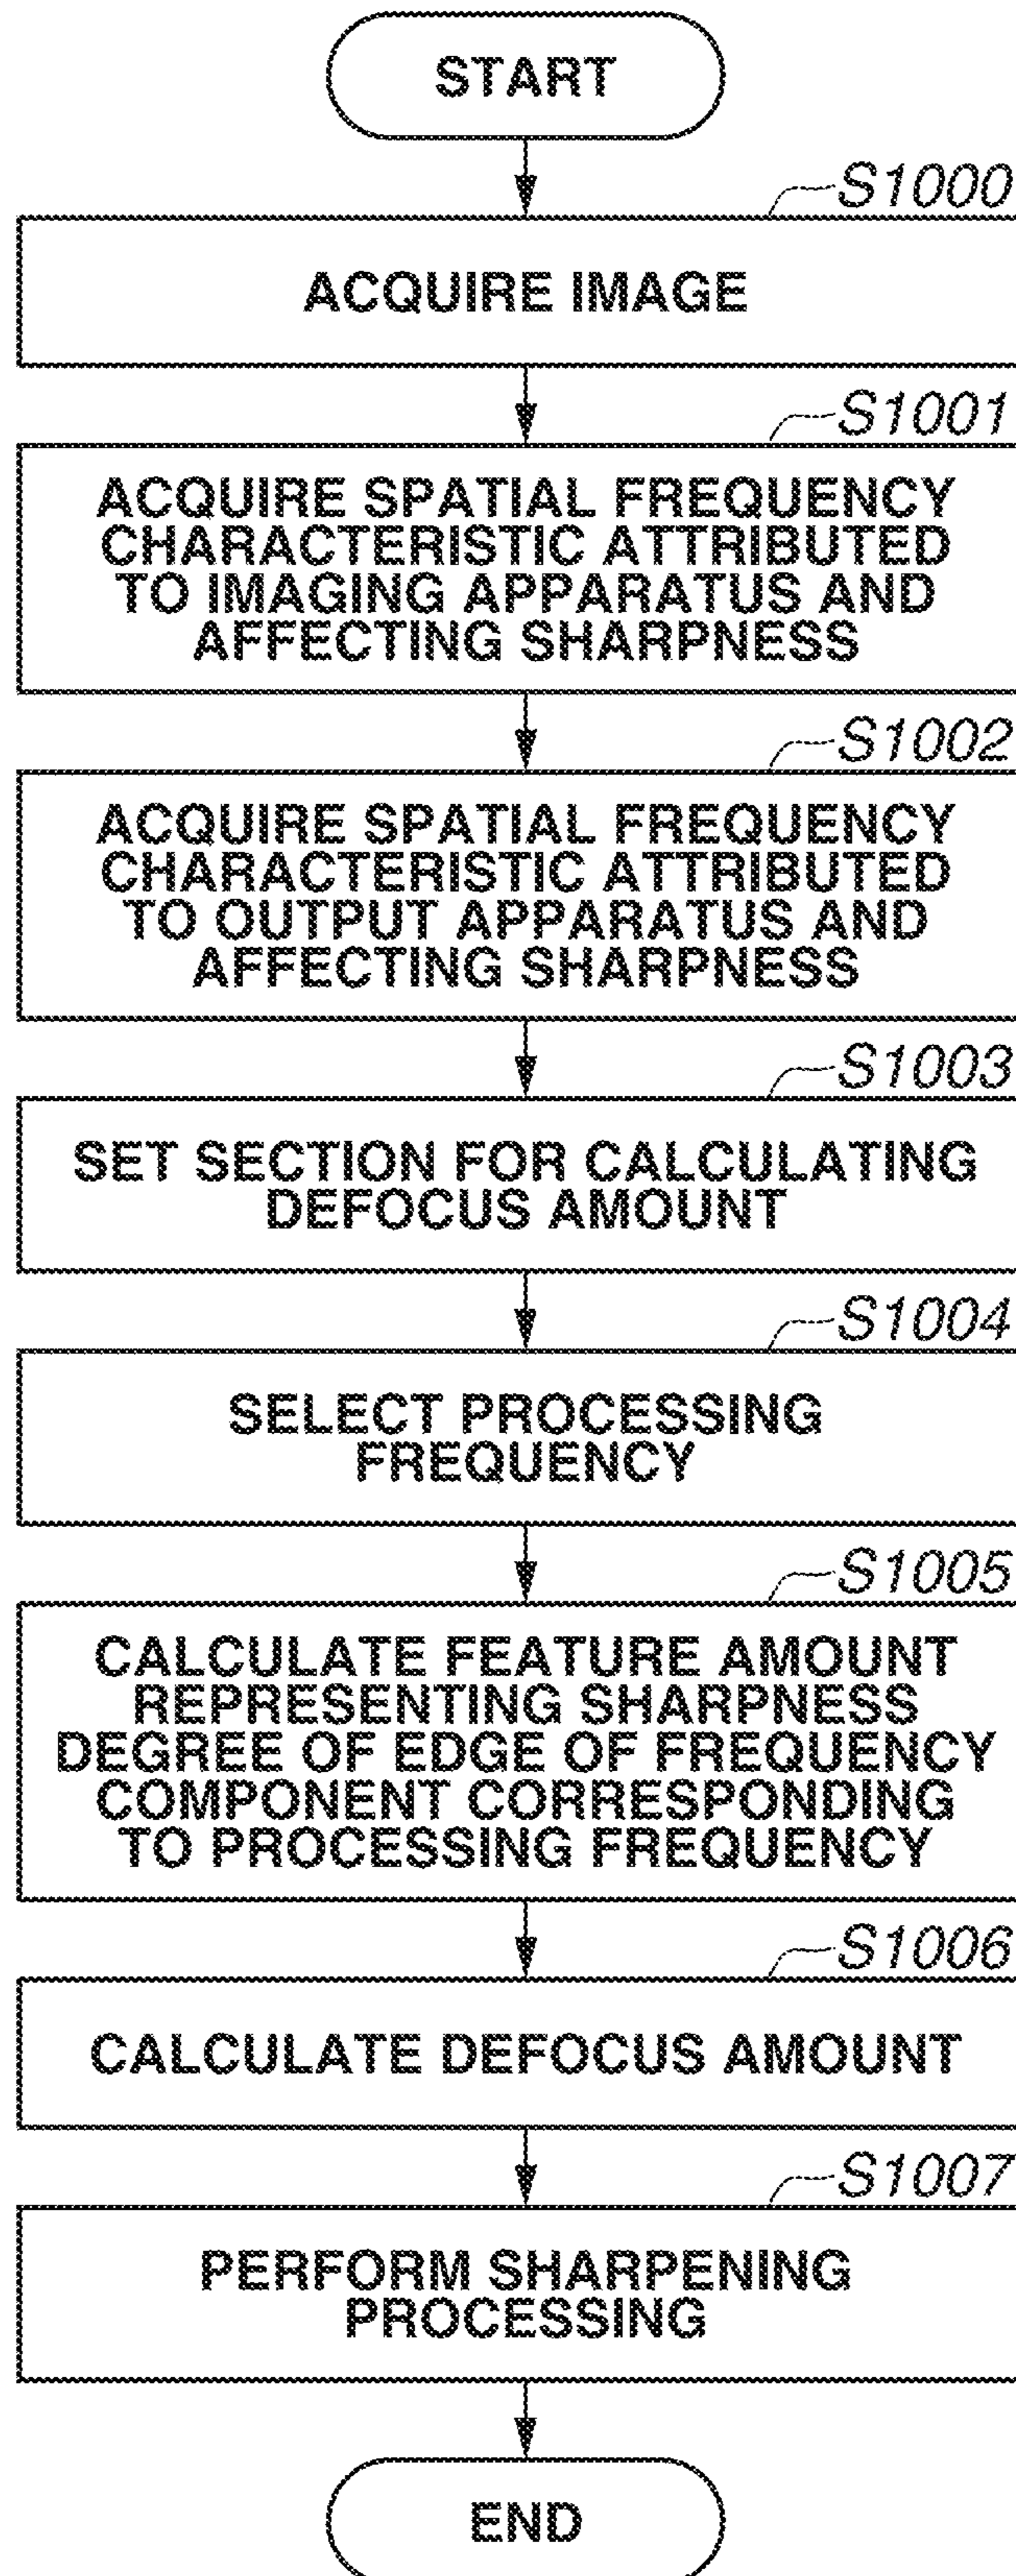 START
S1000
ACQUIRE IMAGE
S1001
ACQUIRE SPATIAL FREQUENCY
CHARACTERISTIC ATTRIBUTED
TO IMAGING APPARATUS AND
AFFECTING SHARPNESS
S1002
ACQUIRE SPATIAL FREQUENCY
CHARACTERISTIC ATTRIBUTED
TO OUTPUT APPARATUS AND
AFFECTING SHARPNESS
S1003
SET SECTION FOR CALCULATING
DEFOCUS AMOUNT
S1004
SELECT PROCESSING
FREQUENCY
S1005
CALCULATE FEATURE AMOUNT
REPRESENTING SHARPNESS
DEGREE OF EDGE OF FREQUENCY
COMPONENT CORRESPONDING
TO PROCESSING FREQUENCY
S1006
CALCULATE DEFOCUS AMOUNT
S1007
PERFORM SHARPENING
PROCESSING
END